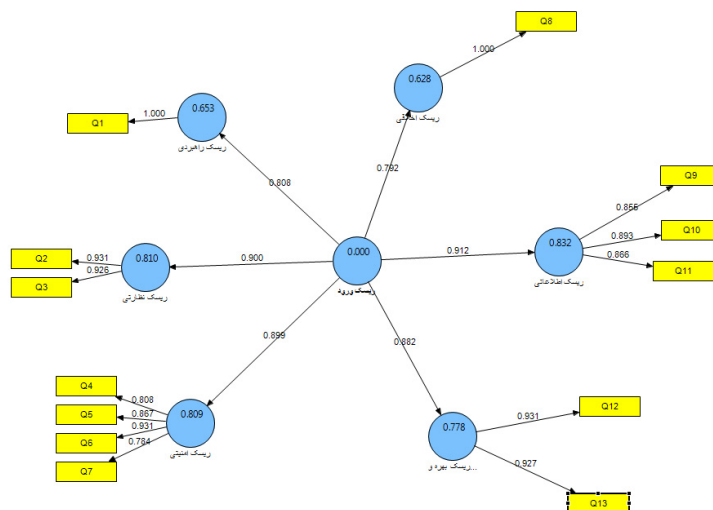 Q8
1.000
0.628
ریسک اخلاقی
0.653
1.000
Q1
ریسک راهبردی
0.792
0.808
Q9
0.855
Q10
0.893
Q11
0.866
0.832
ریسک اطلاعاتی
0.912
0.000
ریسک ورود
0.900
0.810
ریسک نظارتی
Q2
0.931
0.926
Q3
0.899
0.882
Q4
0.808
Q5
0.867
Q6
0.931
Q7
0.784
0.809
ریسک امنیتی
0.778
ریسک بهره و...
0.931
Q12
0.927
Q13